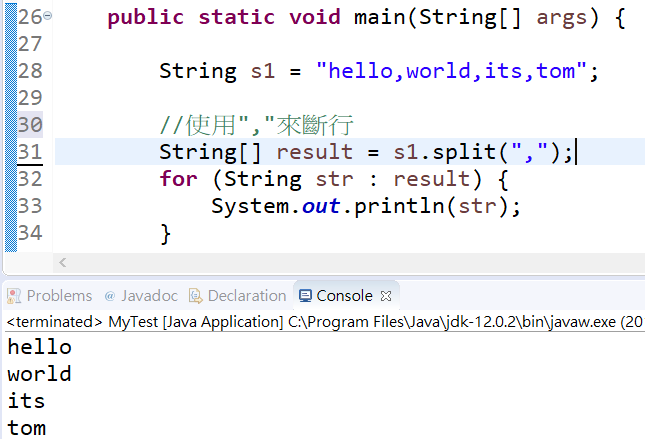 26 public static void main(String[] args) {
27
28 String s1 = "hello,world,its,tom";
29
30 //使用","來斷行
31 String[] result = s1.split(",");
32 for (String str : result) {
33 System.out.println(str);
34 }
Problems @ Javadoc Declaration Console
<terminated> MyTest [Java Application] C:\Program Files\Java\jdk-12.0.2\bin\javaw.exe (20
hello
world
its
tom